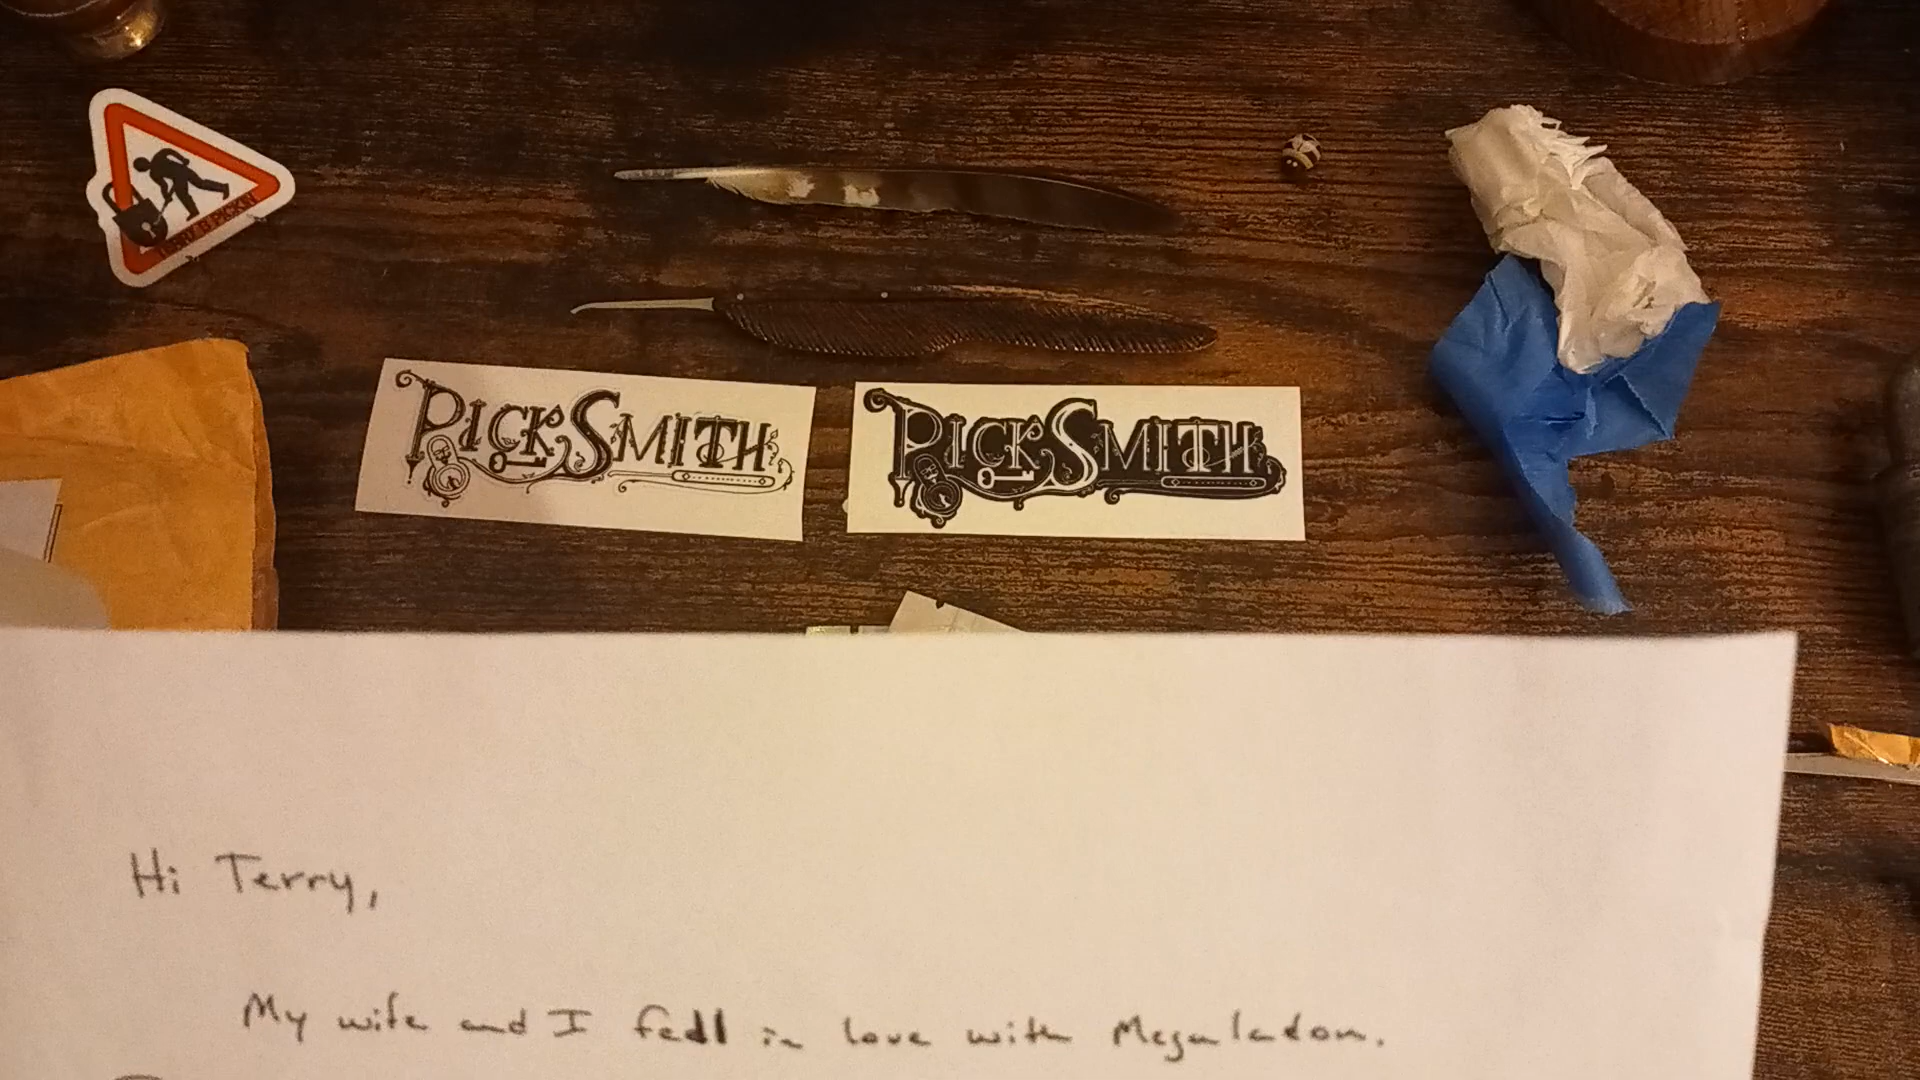 PICKSMITH
PICKSMITH
Hi Terry,
My wife and I fell in love with Megaladon.